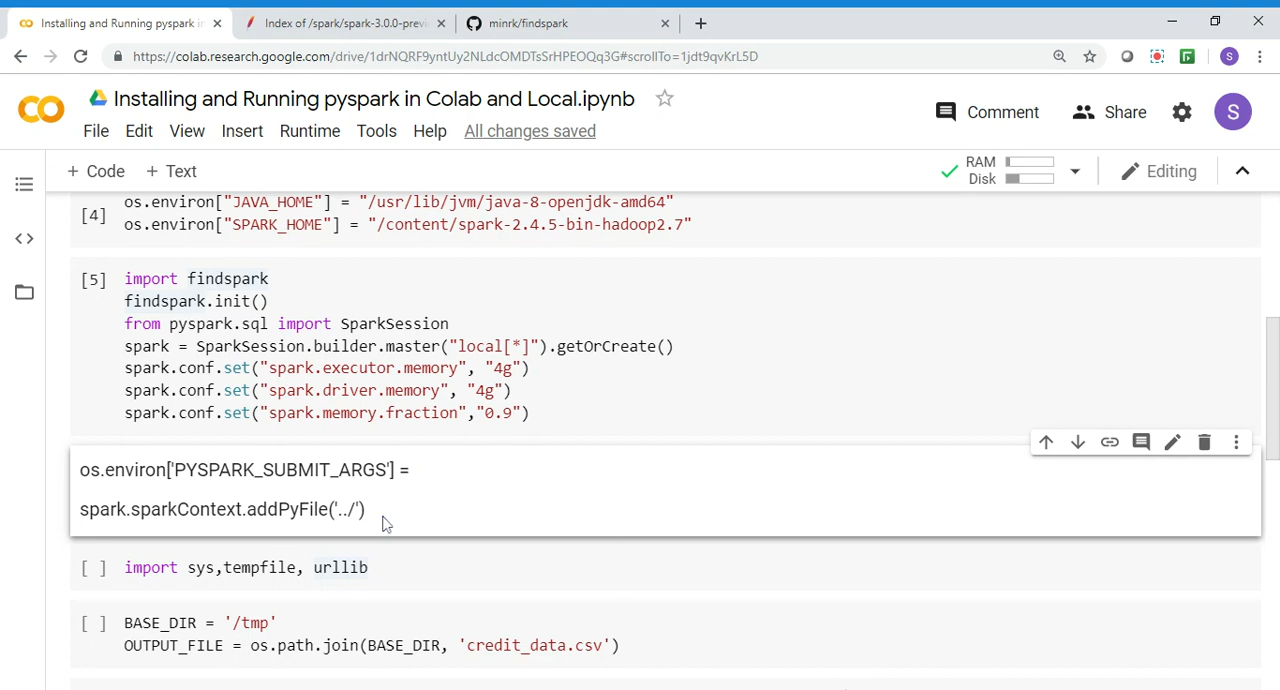 Installing and Running pyspark in
Index of /spark/spark-3.0.0-previ
minrk/findspark
https://colab.research.google.com/drive/1drNQRF9yntUy2NLdcOMDTsSrHPEOQq3G#scrollTo=1jdt9qvKrL5D
S
Installing and Running pyspark in Colab and Local.ipynb
Comment
Share
S
File Edit View Insert Runtime Tools Help All changes saved
+ Code + Text
RAM
Disk
Editing
os.environ["JAVA_HOME"] = "/usr/lib/jvm/java-8-openjdk-amd64"
[4]
os.environ["SPARK_HOME"] = "/content/spark-2.4.5-bin-hadoop2.7"
[5] import findspark
findspark.init()
from pyspark.sql import SparkSession
spark = SparkSession.builder.master("local[*]").getOrCreate()
spark.conf.set("spark.executor.memory", "4g")
spark.conf.set("spark.driver.memory", "4g")
spark.conf.set("spark.memory.fraction","0.9")
os.environ['PYSPARK_SUBMIT_ARGS'] =
spark.sparkContext.addPyFile('../')
[ ] import sys,tempfile, urllib
[ ] BASE_DIR = '/tmp'
OUTPUT_FILE = os.path.join(BASE_DIR, 'credit_data.csv')